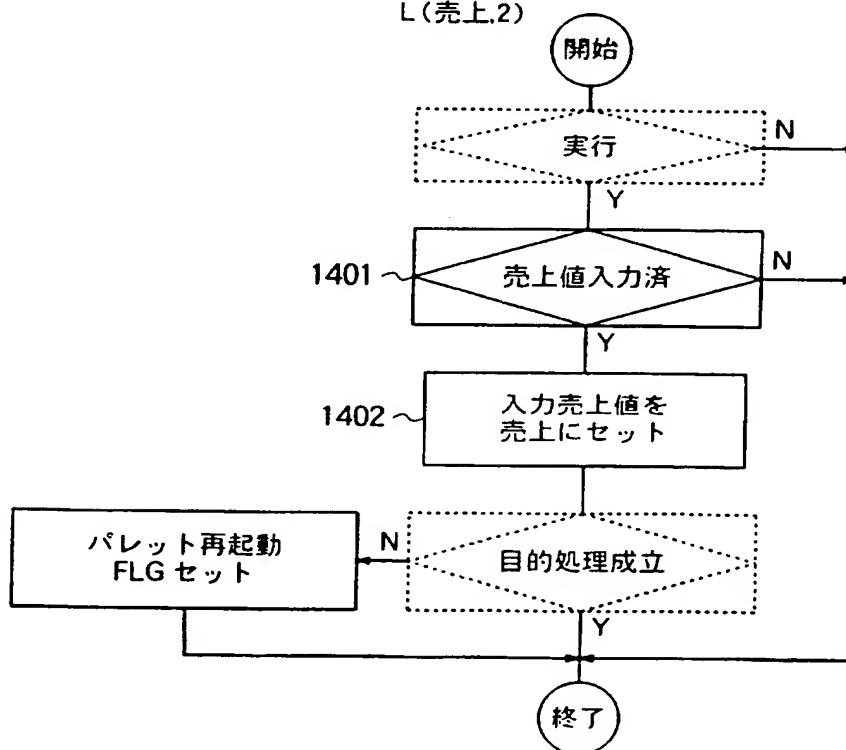 L(売上,2)
開始
実行
N
Y
1401
売上値入力済
N
Y
1402
入力売上値を
売上にセット
パレット再起動
FLG セット
N
目的処理成立
Y
終了